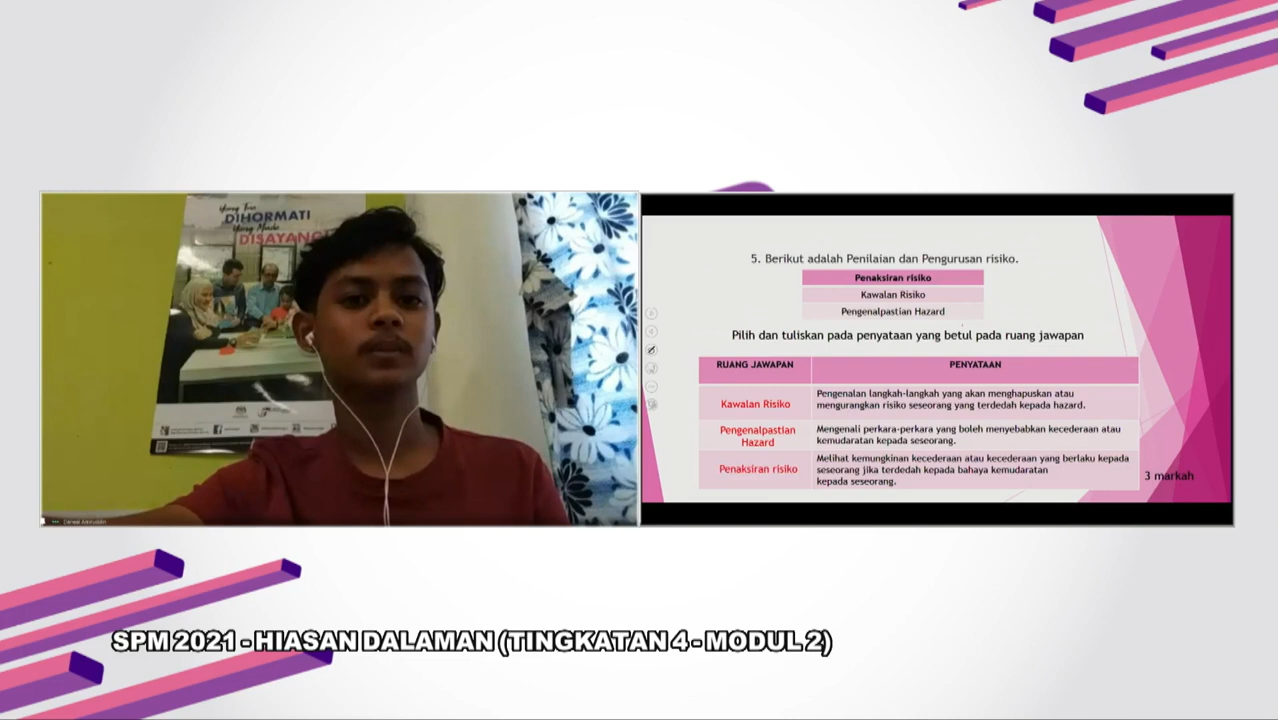 Yang Tua
DIHORMATI
Yang Muda
DISAYANGI
5. Berikut adalah Penilaian dan Pengurusan risiko.
Penaksiran risiko
Kawalan Risiko
Pengenalpastian Hazard
Pilih dan tuliskan pada penyataan yang betul pada ruang jawapan
RUANG JAWAPAN
PENYATAAN
Kawalan Risiko
Pengenalan langkah-langkah yang akan menghapuskan atau
mengurangkan risiko seseorang yang terdedah kepada hazard.
Pengenalpastian
Hazard
Mengenali perkara-perkara yang boleh menyebabkan kecederaan atau
kemudaratan kepada seseorang.
Penaksiran risiko
Melihat kemungkinan kecederaan atau kecederaan yang berlaku kepada
seseorang jika terdedah kepada bahaya kemudaratan
kepada seseorang.
3 markah
SPM 2021 - HIASAN DALAMAN (TINGKATAN 4 - MODUL 2)